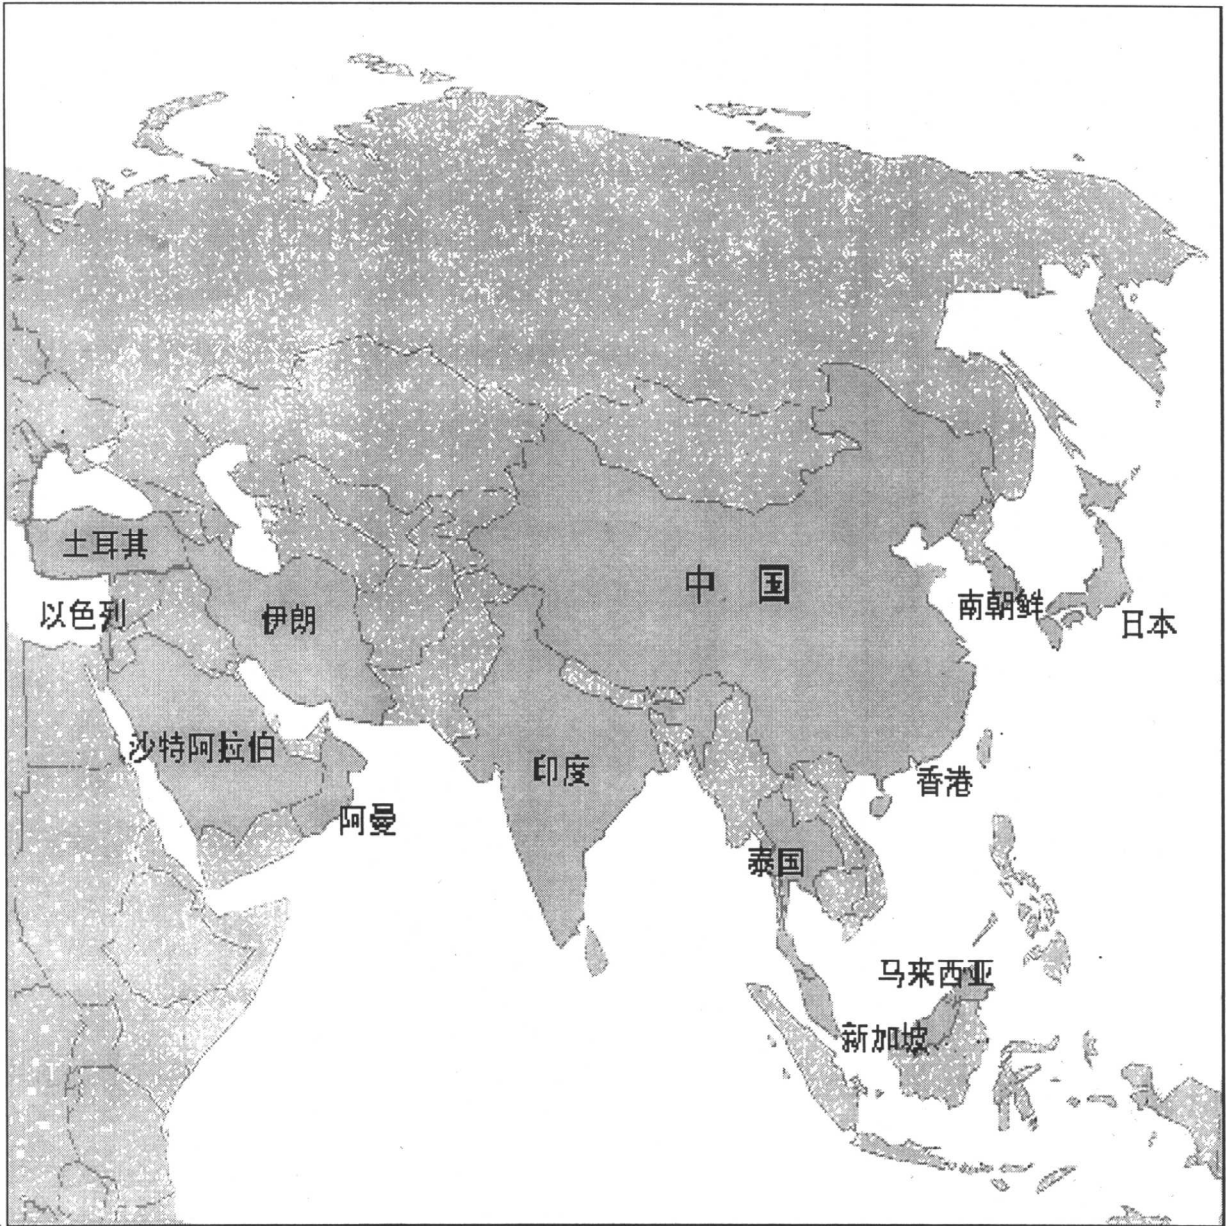 土耳其
中国
以色列
伊朗
南朝鲜
日本
沙特阿拉伯
印度
香港
阿曼
泰国
马来西亚
新加坡